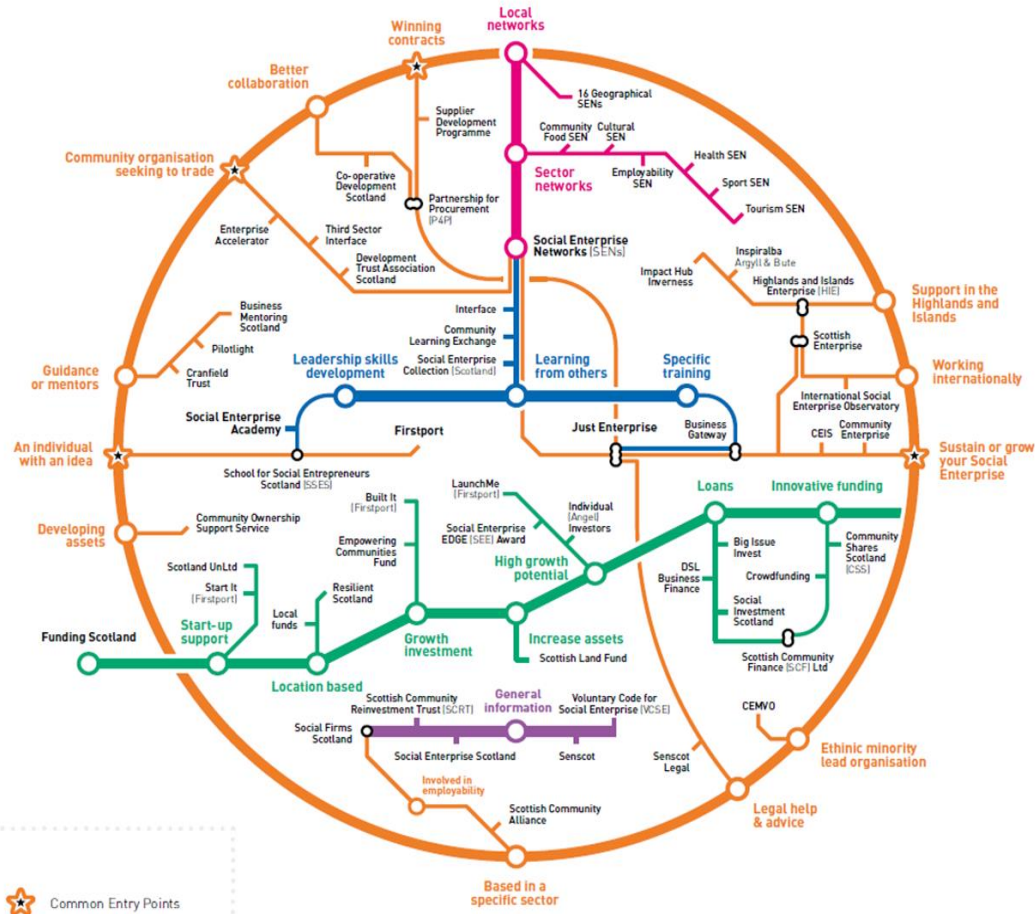 Local
networks
Winning
contracts
Better
collaboration
16 Geographical
SENs
Supplier
Development
Programme
Community
Food SEN
Cultural
SEN
Health SEN
Community organisation
seeking to trade
Sector
networks
Employability
SEN
Sport SEN
Co-operative
Development
Scotland
Tourism SEN
Partnership for
Procurement
(P4P)
Enterprise
Accelerator
Third Sector
Interface
Social Enterprise
Networks (SENs)
Development
Trust Association
Scotland
Inspiralba
Argyll & Bute
Impact Hub
Inverness
Highlands and Islands
Enterprise (HIE)
Support in the
Highlands and
Islands
Business
Mentoring
Scotland
Interface
Community
Learning Exchange
Scottish
Enterprise
Pilotlight
Social Enterprise
Collection (Scotland)
Guidance
or mentors
Cranfield
Trust
Leadership skills
development
Learning
from others
Specific
training
Working
internationally
International Social
Enterprise Observatory
Social Enterprise
Academy
Firstport
Just Enterprise
Business
Gateway
CEIS
Community
Enterprise
An individual
with an idea
Sustain or grow
your Social
Enterprise
School for Social Entrepreneurs
Scotland (SSES)
Built It
(Firstport)
LaunchMe
(Firstport)
Individual
(Angel)
Investors
Loans
Innovative funding
Developing
assets
Community Ownership
Support Service
Social Enterprise
EDGE (SEE) Award
Empowering
Communities
Fund
High growth
potential
Big Issue
Invest
Community
Shares
Scotland
(CSS)
Scotland UnLtd
Start It
(Firstport)
Resilient
Scotland
DSL
Business
Finance
Crowdfunding
Local
funds
Social
Investment
Scotland
Funding Scotland
Start-up
support
Growth
investment
Increase assets
Scottish Land Fund
Scottish Community
Finance (SCF) Ltd
Location based
Scottish Community
Reinvestment Trust (SCRT)
General
information
Voluntary Code for
Social Enterprise (VCSE)
CEMVO
Social Firms
Scotland
Social Enterprise Scotland
Senscot
Senscot
Legal
Ethinic minority
lead organisation
Involved in
employability
Scottish Community
Alliance
Legal help
& advice
Based in a
specific sector
Common Entry Points